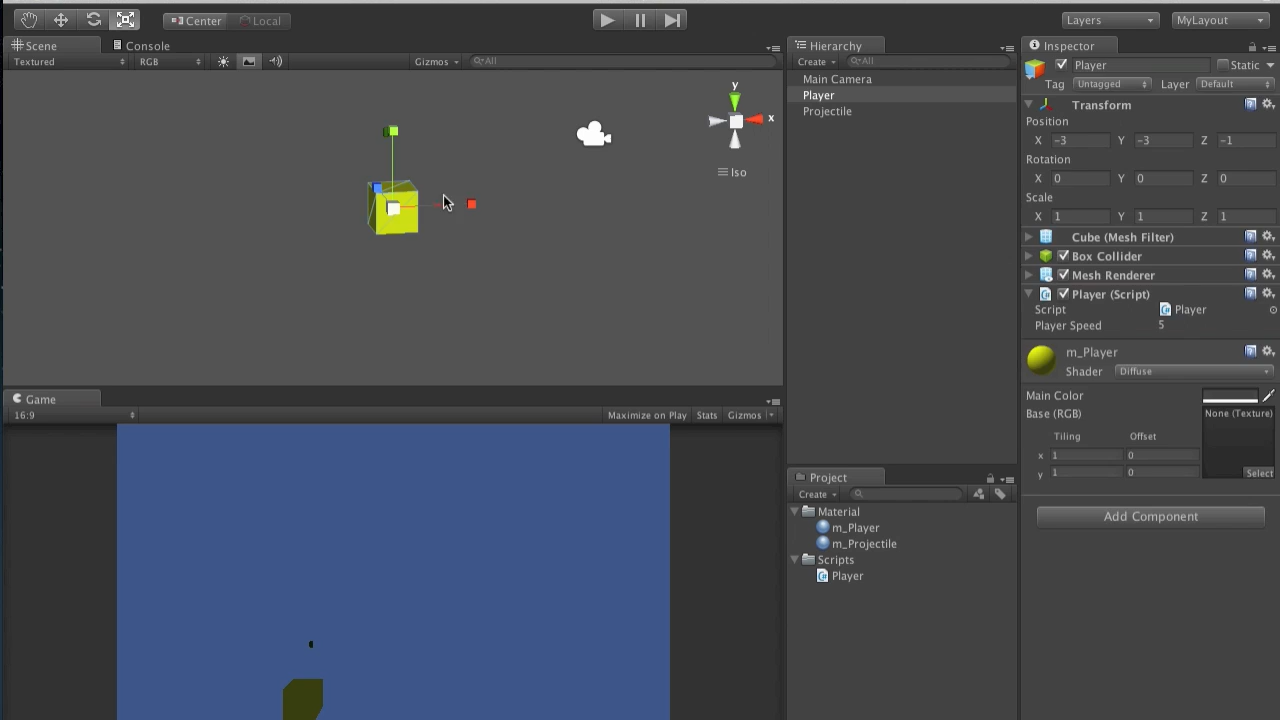 Center Local Layers MyLayout
Scene Console
Textured RGB Gizmos All
y
x
Iso
Game
16:9 Maximize on Play Stats Gizmos
Hierarchy
Create All
Main Camera
Player
Projectile
Project
Create
Material
m_Player
m_Projectile
Scripts
Player
Inspector
Player Static
Tag Untagged Layer Default
Transform
Position
X -3 Y -3 Z -1
Rotation
X 0 Y 0 Z 0
Scale
X 1 Y 1 Z 1
Cube (Mesh Filter)
Box Collider
Mesh Renderer
Player (Script)
Script Player
Player Speed 5
m_Player
Shader Diffuse
Main Color
Base (RGB) None (Texture)
Tiling Offset
x 1 0
y 1 0
Select
Add Component